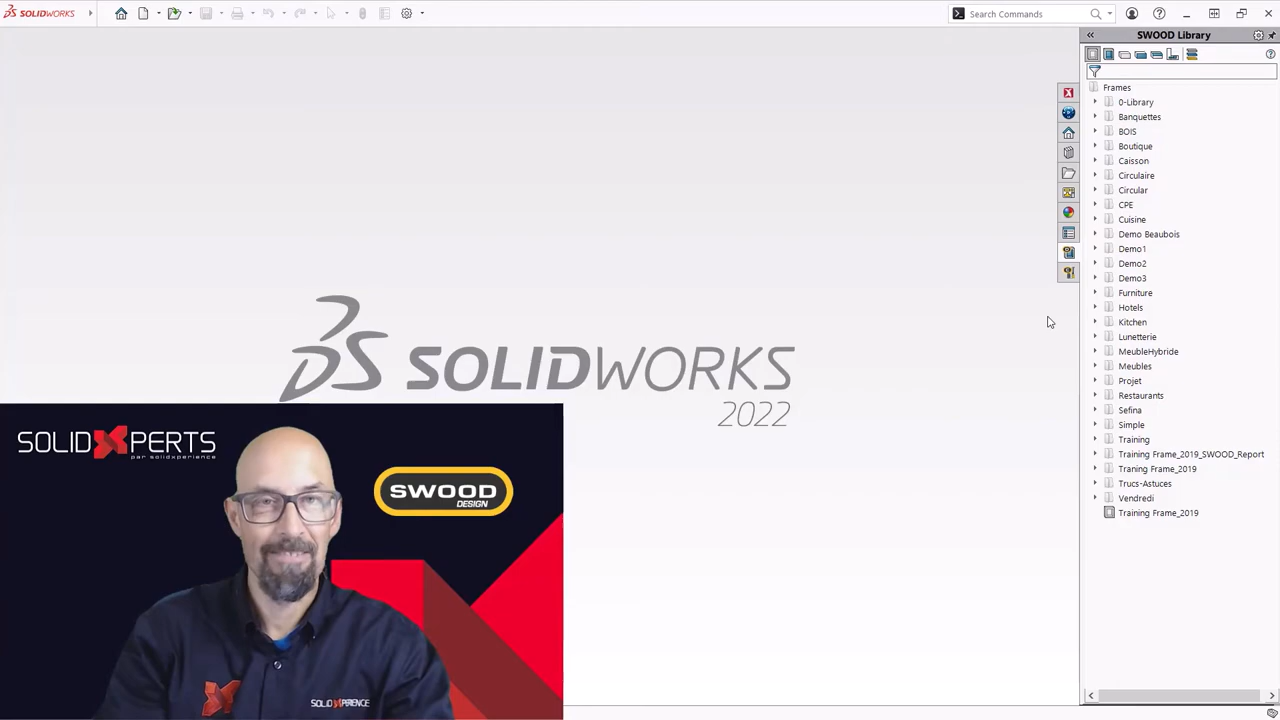 SOLIDWORKS
Search Commands
SWOOD Library
Frames
0-Library
Banquettes
BOIS
Boutique
Caisson
Circulaire
Circular
CPE
Cuisine
Demo Beaubois
Demo1
Demo2
Demo3
Furniture
Hotels
Kitchen
Lunetterie
MeubleHybride
Meubles
Projet
Restaurants
Sefina
Simple
Training
Training Frame_2019_SWOOD_Report
Traning Frame_2019
Trucs-Astuces
Vendredi
Training Frame_2019
SOLIDWORKS
2022
SOLIDXPERTS
par solidxperience
SWOOD
DESIGN
SOLIDXPERIENCE